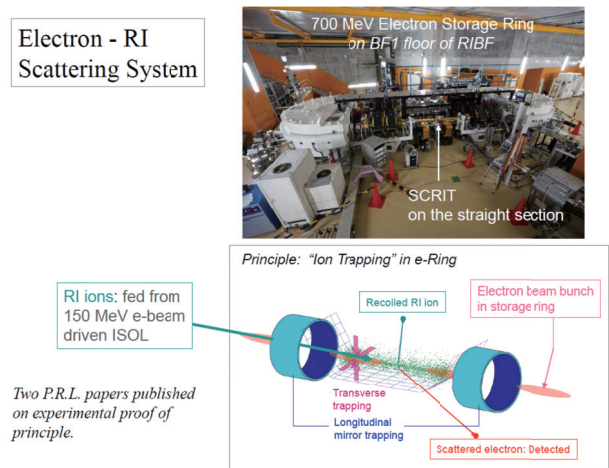 Electron - RI
Scattering System
700 MeV Electron Storage Ring
on BF1 floor of RIBF
SCRIT
on the straight section
Principle: "Ion Trapping" in e-Ring
RI ions: fed from
150 MeV e-beam
driven ISOL
Recoiled RI ion
Electron beam bunch
in storage ring
Transverse
trapping
Longitudinal
mirror trapping
Scattered electron: Detected
Two P.R.L. papers published
on experimental proof of
principle.